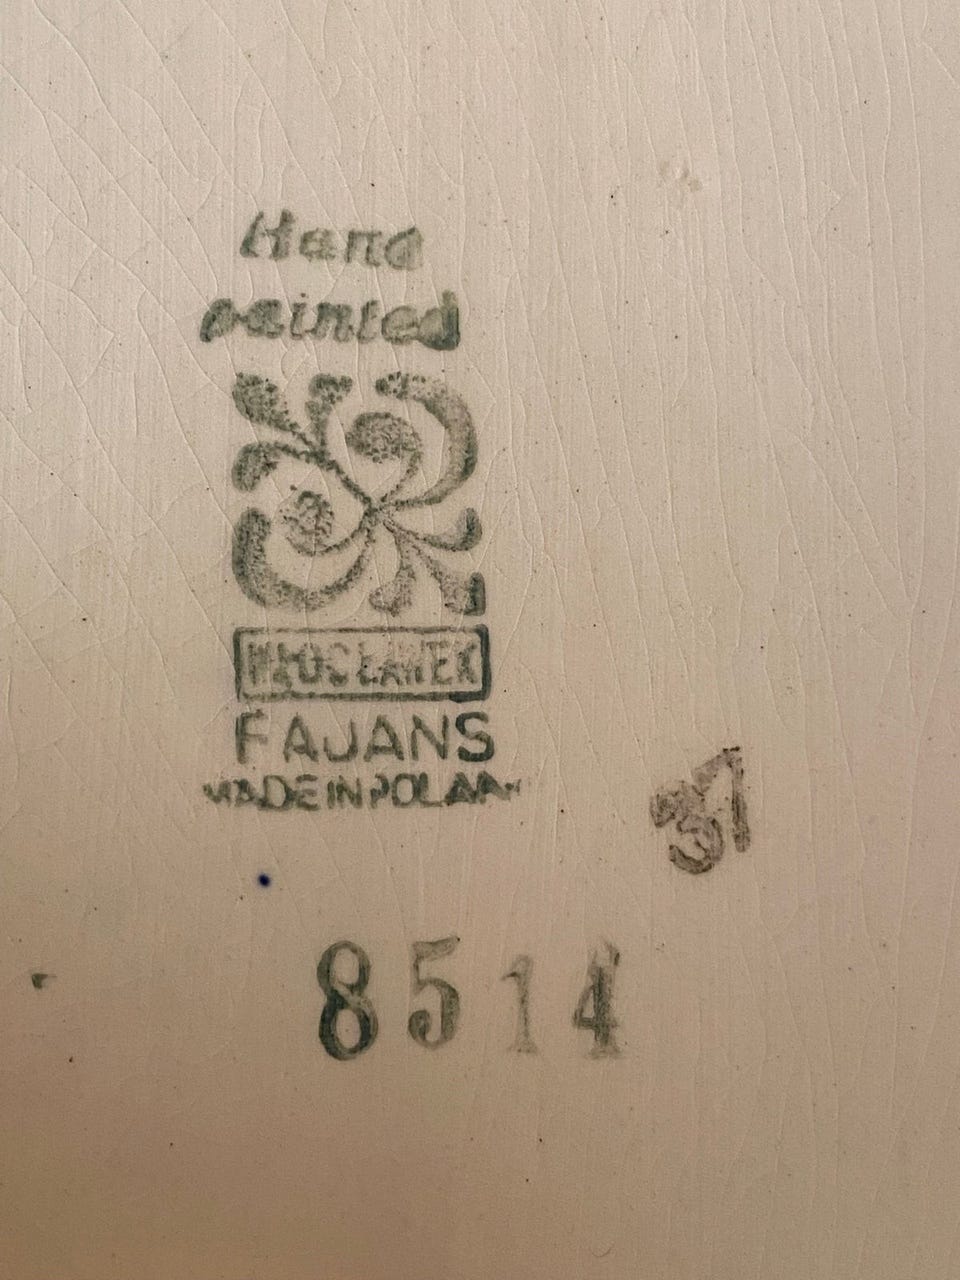 Hand
painted
WŁOCŁAWEK
FAJANS
MADE IN POLAND
31
8514